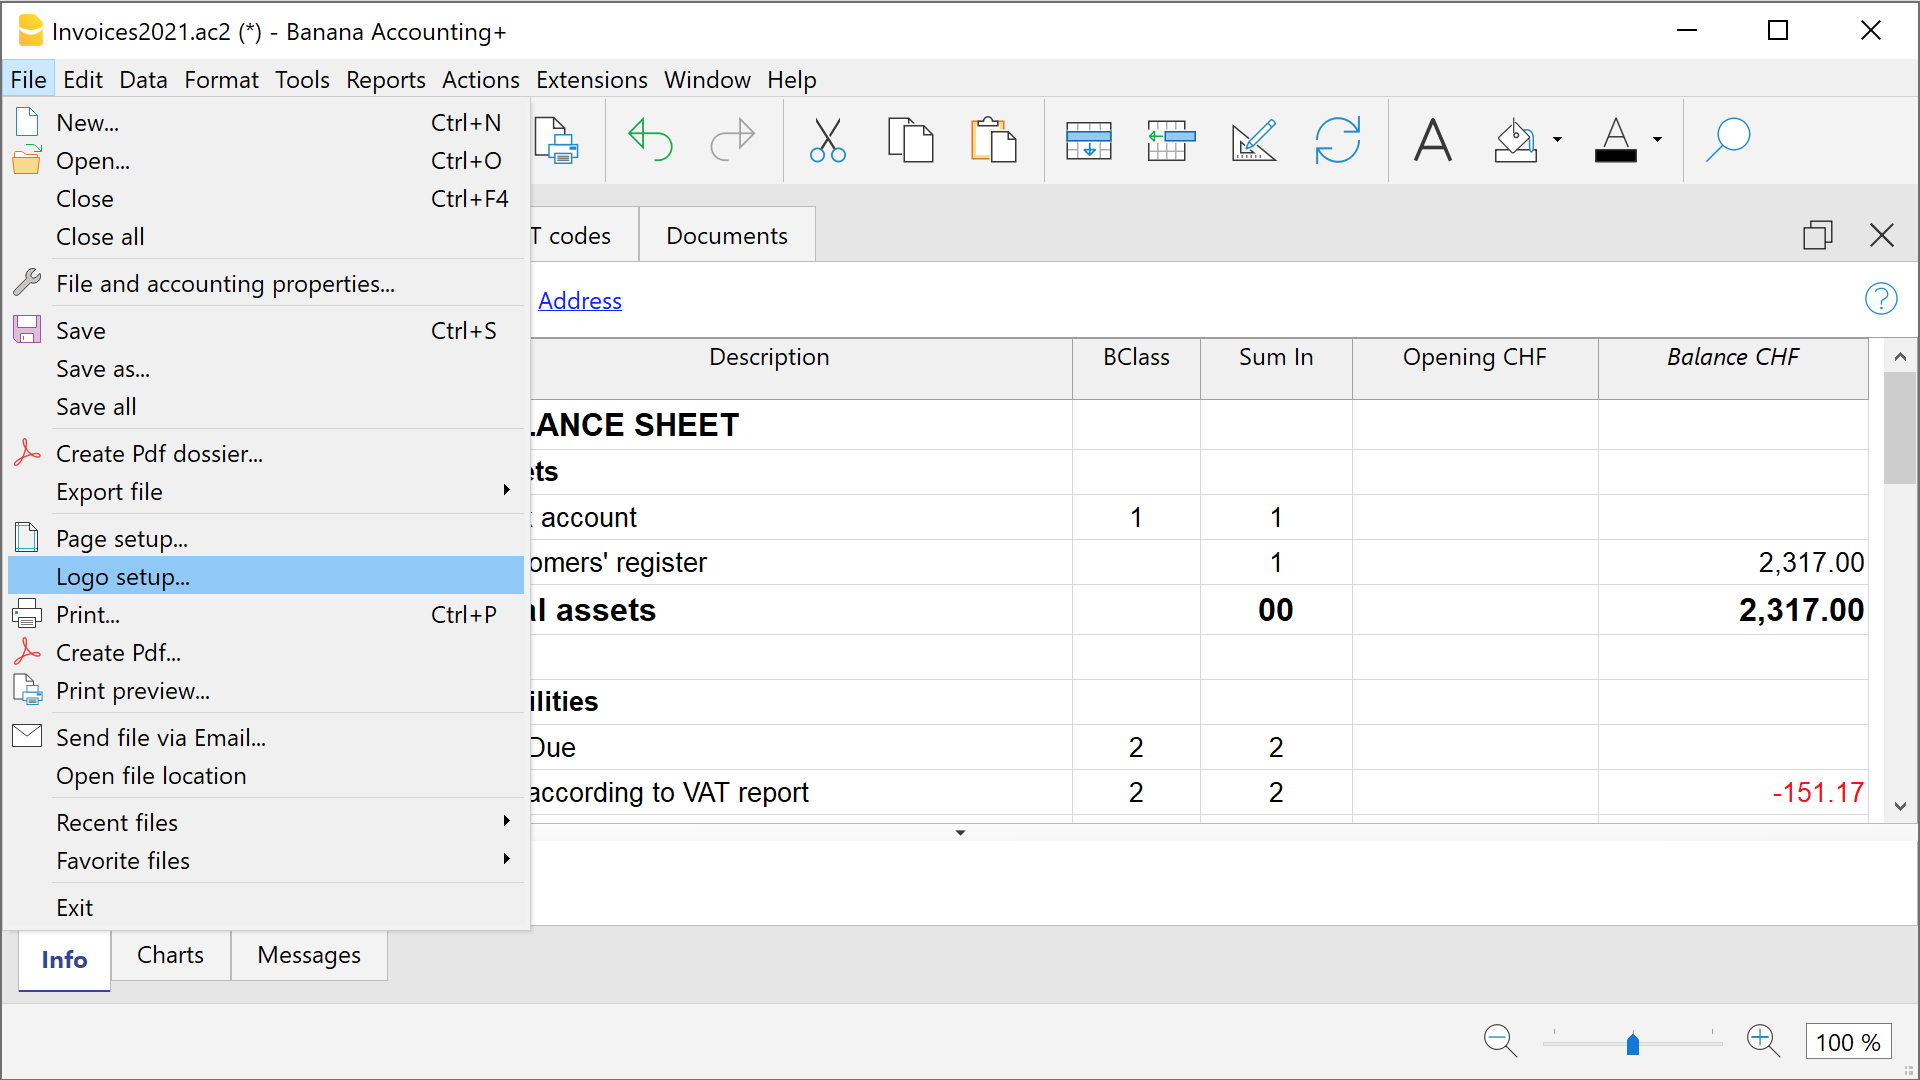 Invoices2021.ac2 (*) - Banana Accounting+
File Edit Data Format Tools Reports Actions Extensions Window Help
New... Ctrl+N
Open... Ctrl+O
Close Ctrl+F4
Close all
File and accounting properties...
Save Ctrl+S
Save as...
Save all
Create Pdf dossier...
Export file
Page setup...
Logo setup...
Print... Ctrl+P
Create Pdf...
Print preview...
Send file via Email...
Open file location
Recent files
Favorite files
Exit
A A
T codes Documents
Address ?
Description BClass Sum In Opening CHF Balance CHF
LANCE SHEET
ets
account 1 1
omers' register 1 2,317.00
al assets 00 2,317.00
ilities
Due 2 2
according to VAT report 2 2 -151.17
Info Charts Messages
100 %